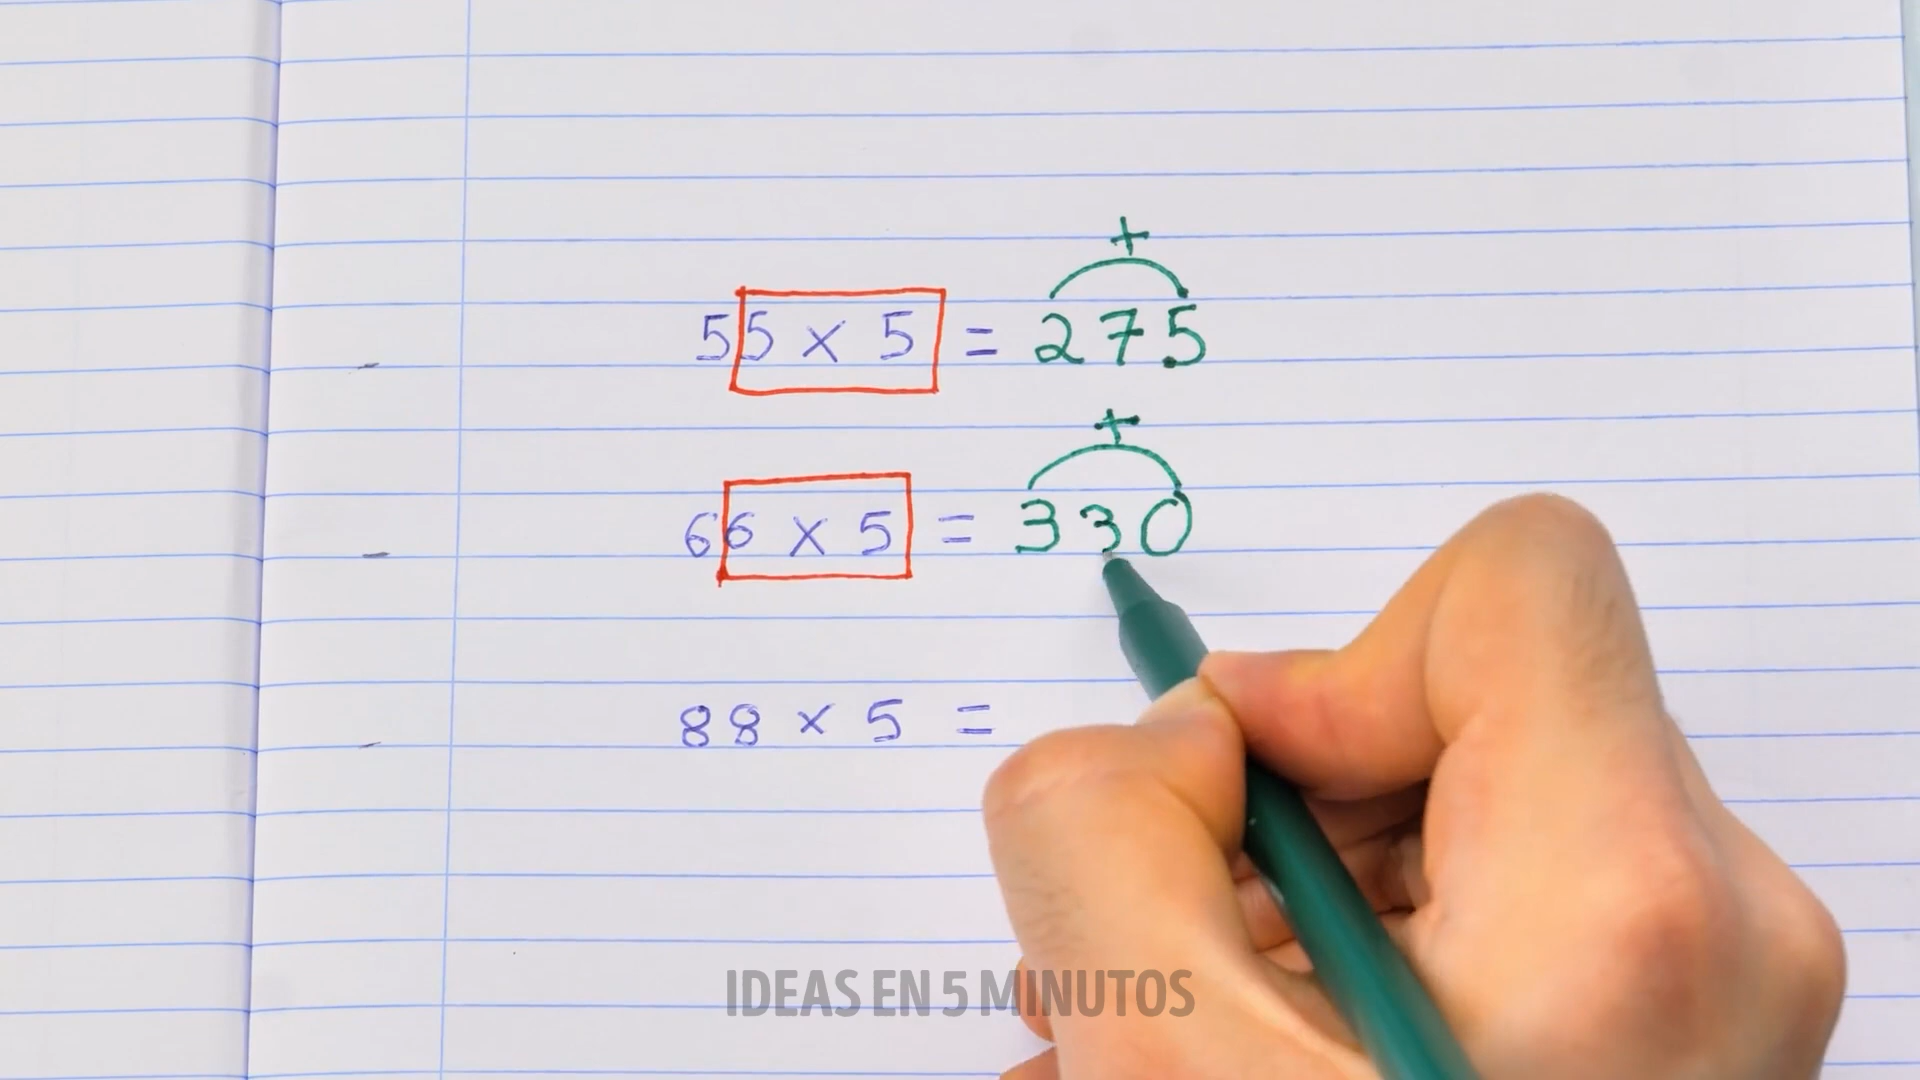 +
55 x 5 = 275
+
66 x 5 = 330
88 x 5 =
IDEAS EN 5 MINUTOS